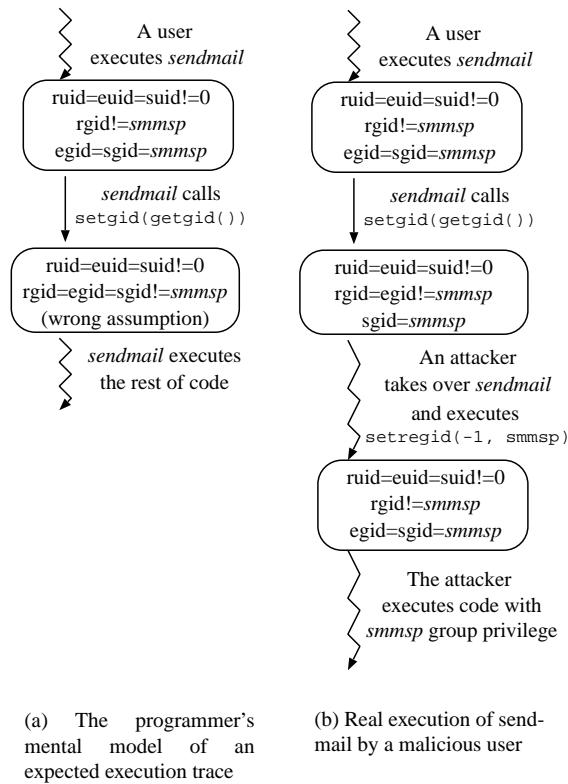 A user
executes sendmail
ruid=euid=suid!=0
rgid!=smmsp
egid=sgid=smmsp
sendmail calls
setgid(getgid())
ruid=euid=suid!=0
rgid=egid=sgid!=smmsp
(wrong assumption)
sendmail executes
the rest of code
(a) The programmer's
mental model of an
expected execution trace
A user
executes sendmail
ruid=euid=suid!=0
rgid!=smmsp
egid=sgid=smmsp
sendmail calls
setgid(getgid())
ruid=euid=suid!=0
rgid=egid!=smmsp
sgid=smmsp
An attacker
takes over sendmail
and executes
setregid(-1, smmsp)
ruid=euid=suid!=0
rgid!=smmsp
egid=sgid=smmsp
The attacker
executes code with
smmsp group privilege
(b) Real execution of send-
mail by a malicious user